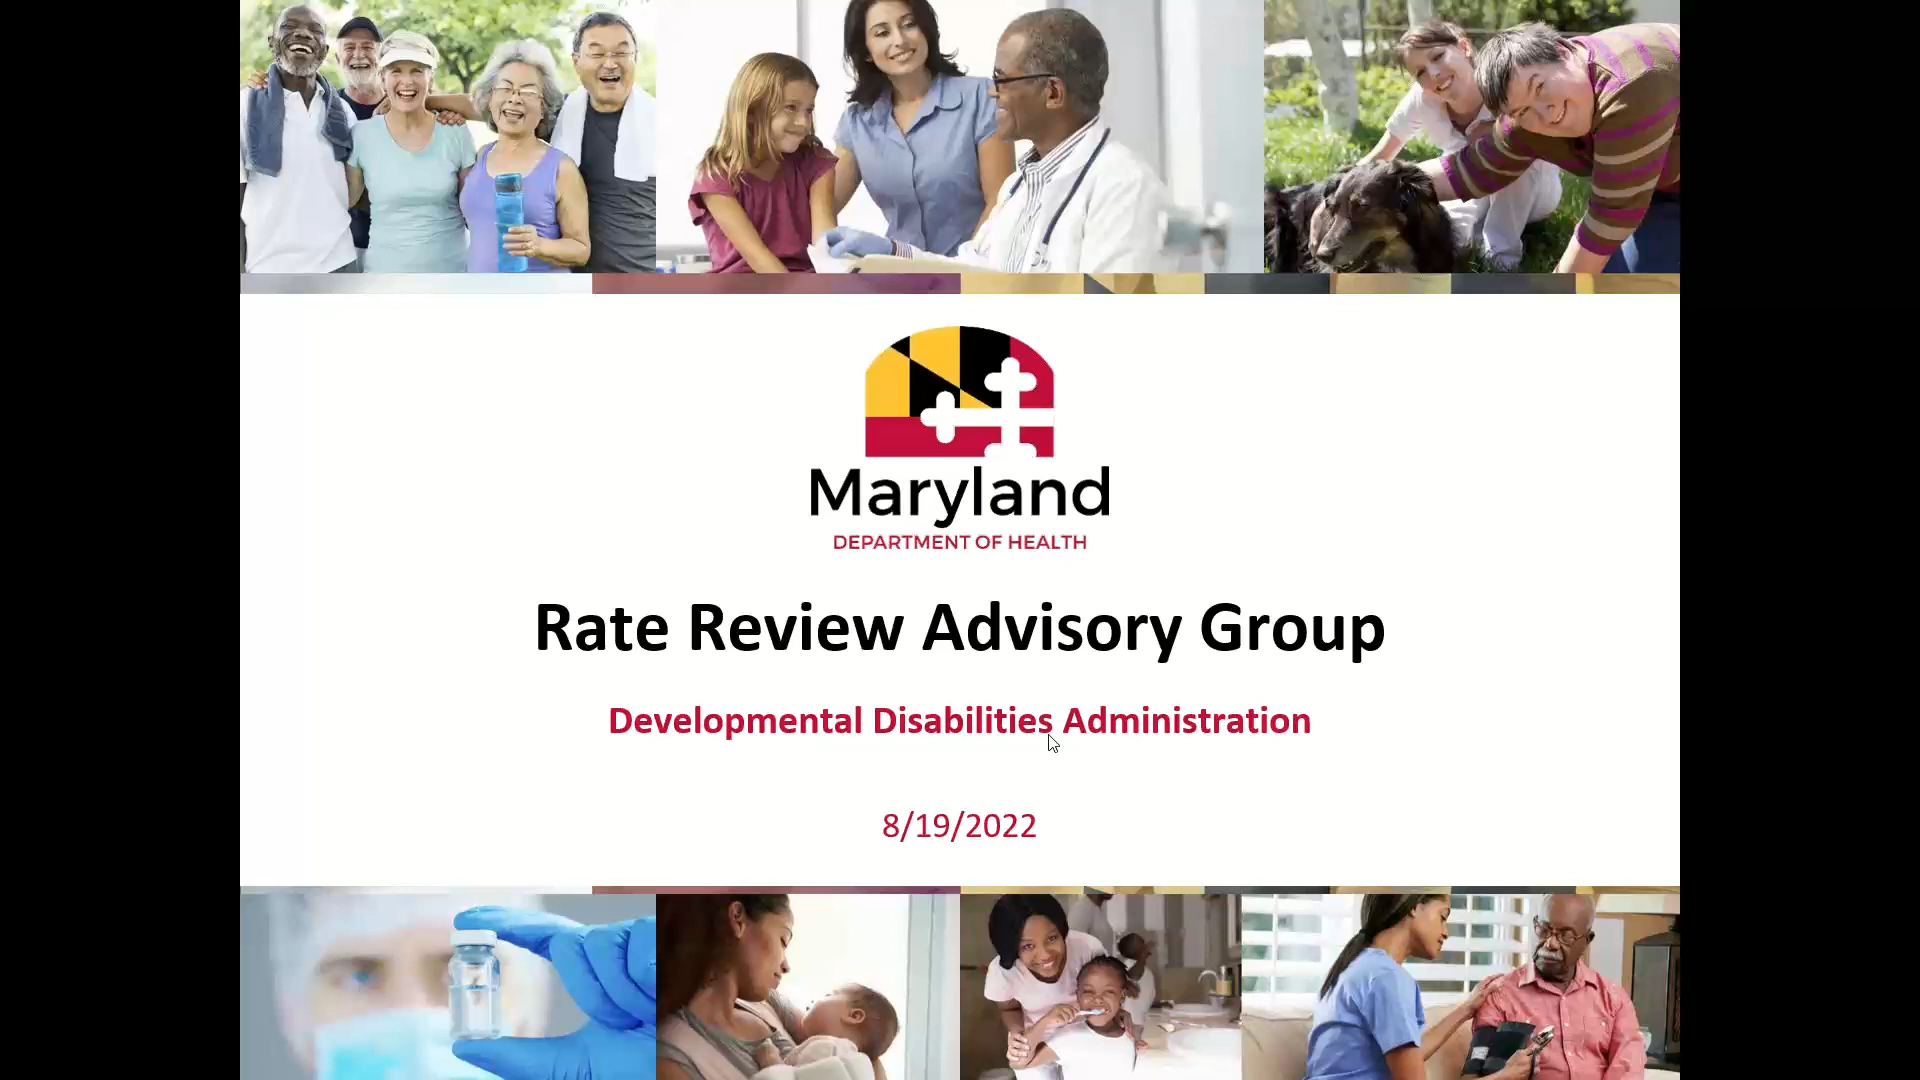 Maryland
DEPARTMENT OF HEALTH
Rate Review Advisory Group
Developmental Disabilities Administration
8/19/2022